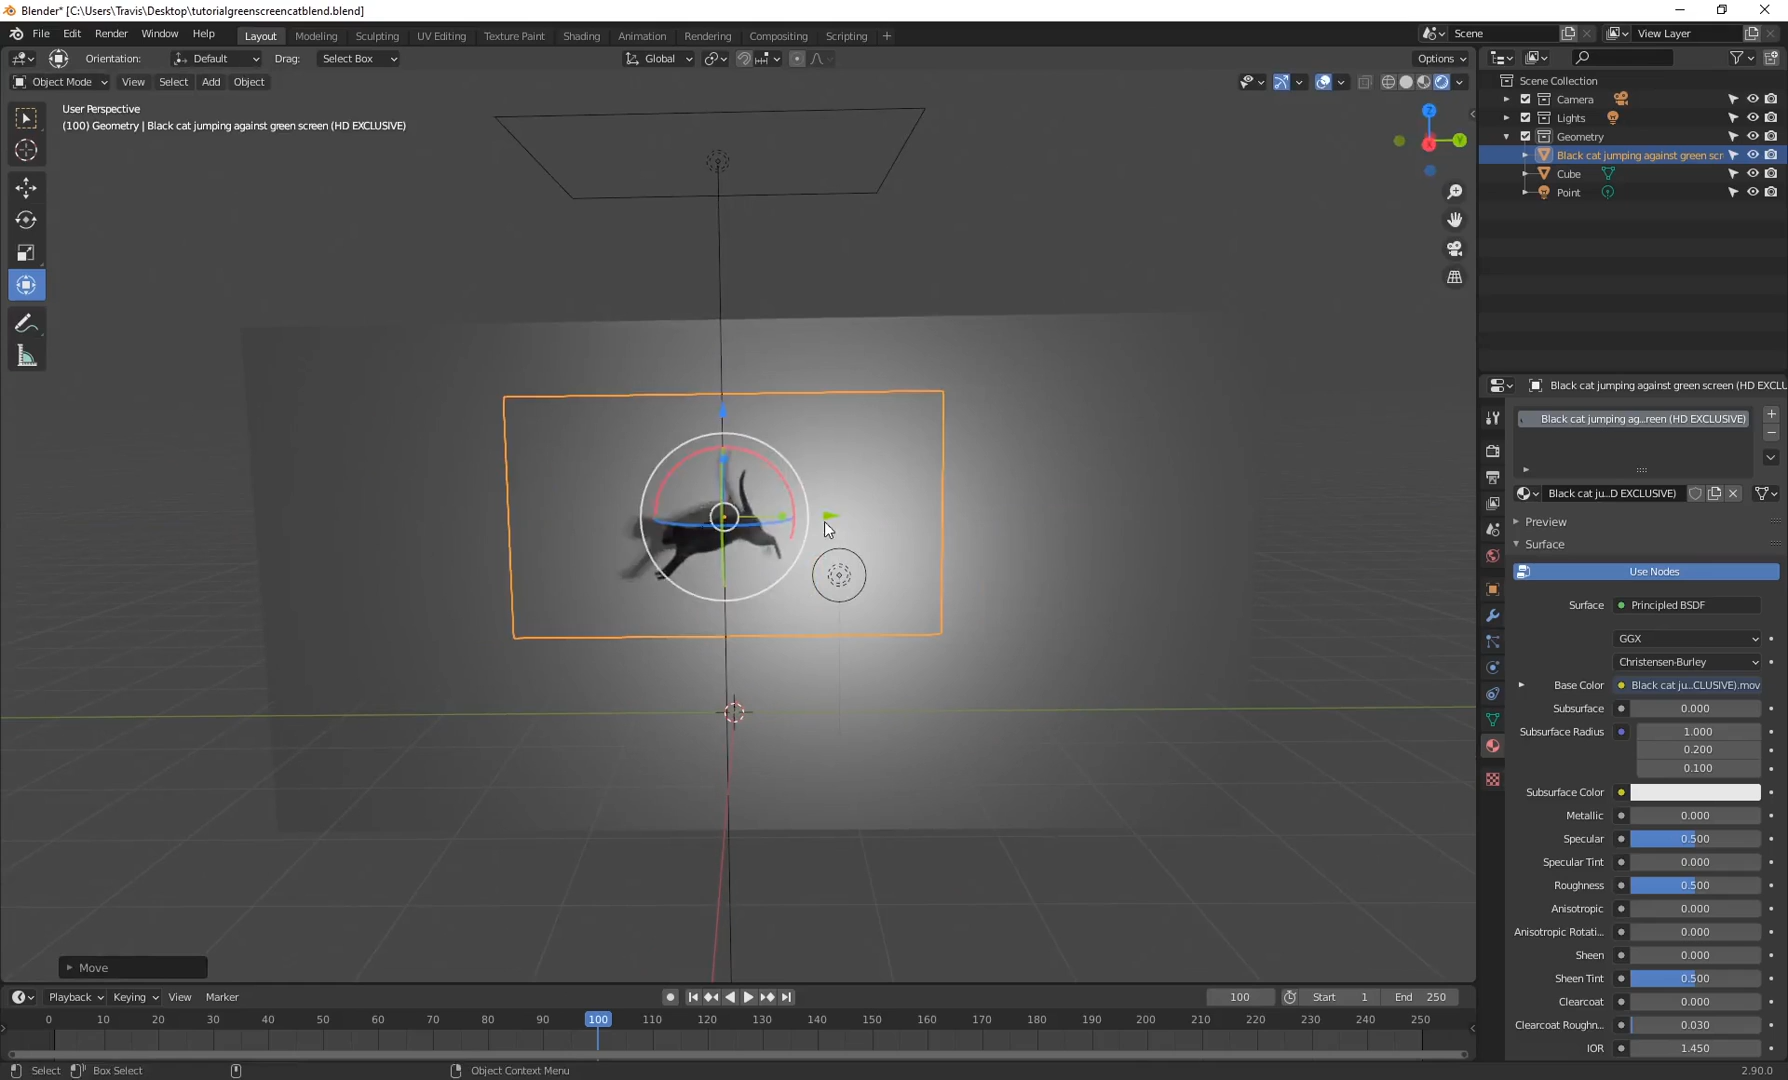 Blender* [C:\Users\Travis\Desktop\tutorialgreenscreencatblend.blend]
File Edit Render Window Help Layout Modeling Sculpting UV Editing Texture Paint Shading Animation Rendering Compositing Scripting + Scene View Layer
Orientation: Default Drag: Select Box Global Options
Object Mode View Select Add Object
User Perspective
(100) Geometry | Black cat jumping against green screen (HD EXCLUSIVE)
Z
Y
X
Scene Collection
Camera
Lights
Geometry
Black cat jumping against green scr
Cube
Point
Black cat jumping against green screen (HD EXCLU
Black cat jumping ag...reen (HD EXCLUSIVE)
Black cat ju...D EXCLUSIVE)
Preview
Surface
Use Nodes
Surface Principled BSDF
GGX
Christensen-Burley
Base Color Black cat ju...CLUSIVE).mov
Subsurface 0.000
Subsurface Radius 1.000
0.200
0.100
Subsurface Color
Metallic 0.000
Specular 0.500
Specular Tint 0.000
Roughness 0.500
Anisotropic 0.000
Anisotropic Rotati... 0.000
Sheen 0.000
Sheen Tint 0.500
Clearcoat 0.000
Clearcoat Roughn... 0.030
IOR 1.450
Move
Playback Keying View Marker 100 Start 1 End 250
0 10 20 30 40 50 60 70 80 90 100 110 120 130 140 150 160 170 180 190 200 210 220 230 240 250
Select Box Select Object Context Menu 2.90.0